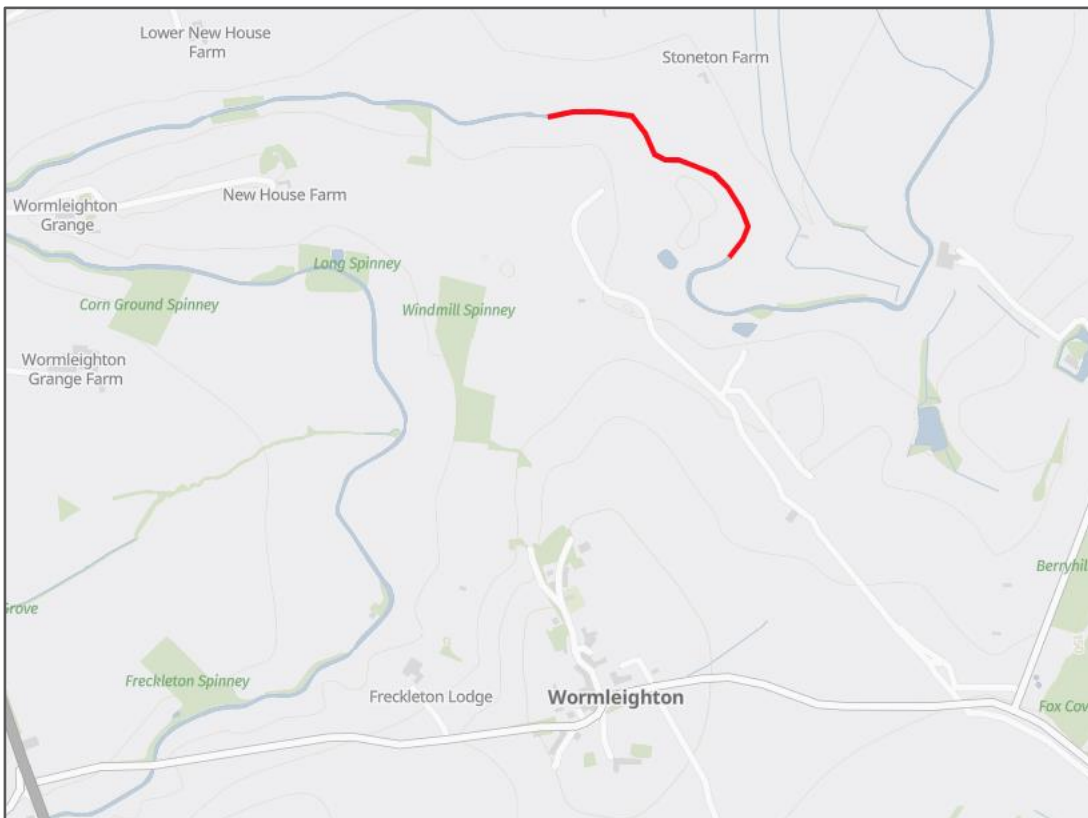 Lower New House
Farm
Stoneton Farm
New House Farm
Wormleighton
Grange
Long Spinney
Corn Ground Spinney
Windmill Spinney
Wormleighton
Grange Farm
Grove
Freckleton Spinney
Freckleton Lodge
Wormleighton
Berryhil
Fox Cov